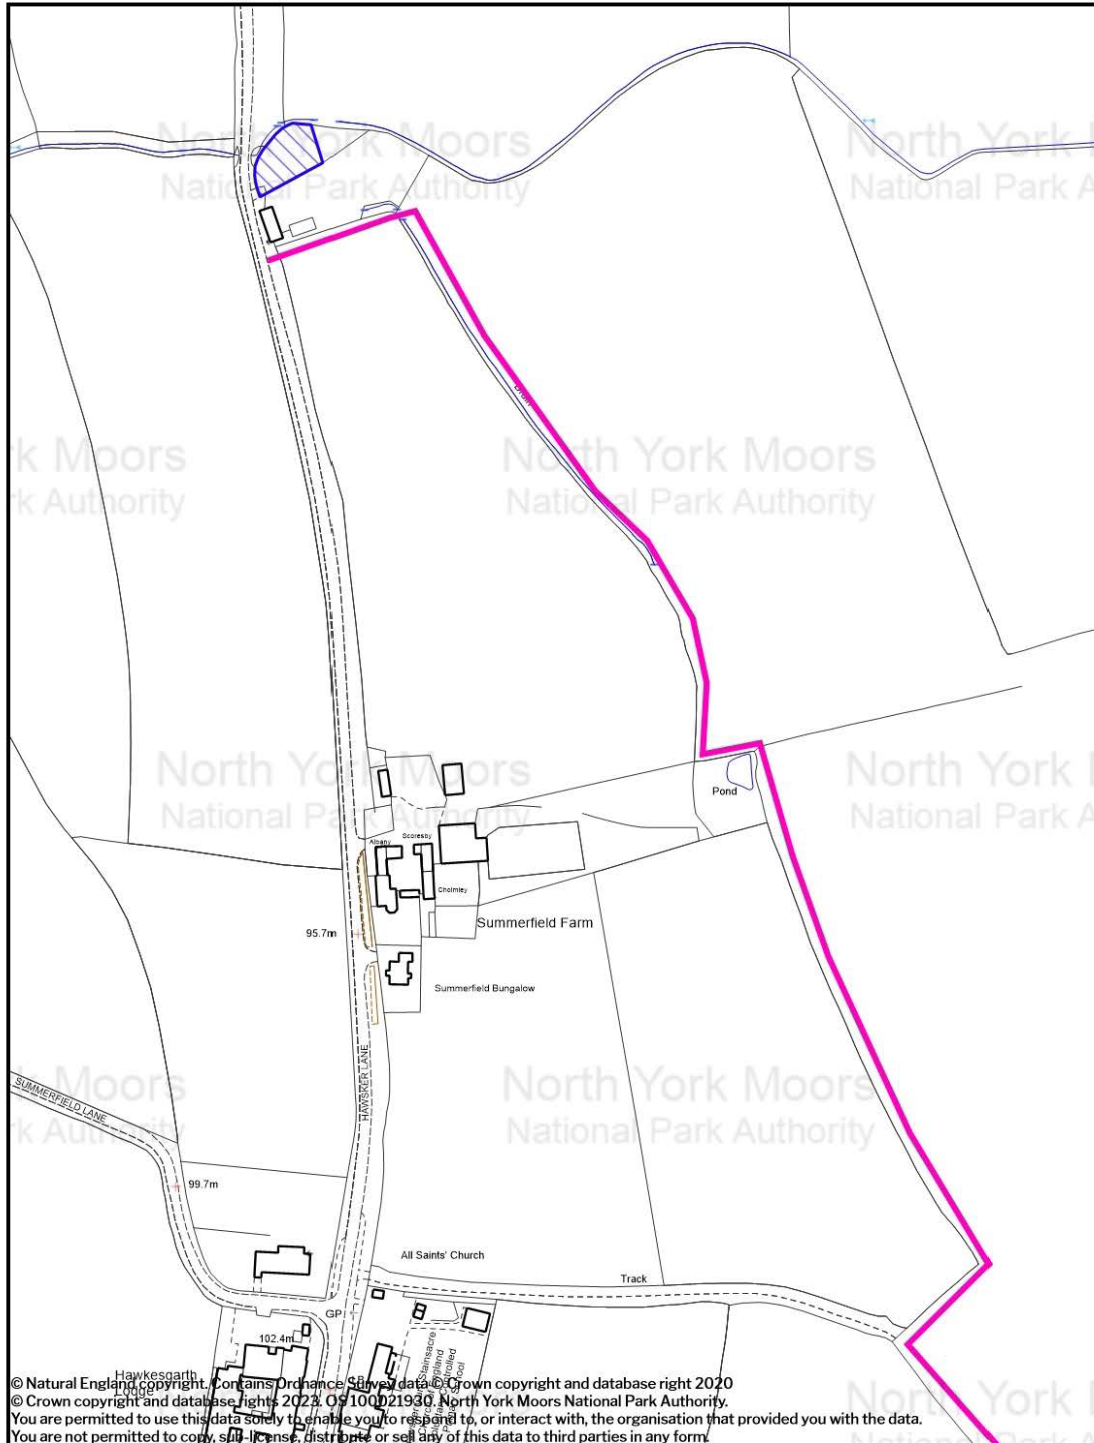 North York Moors
National Park Authority
North York
National Park A
Drain
k Moors
rk Authority
North York Moors
National Park Authority
North York Moors
National Park Authority
North York
National Park A
Pond
Scoresby
Albany
Cholmley
Summerfield Farm
95.7m
Summerfield Bungalow
HAWSKER LANE
k Moors
rk Authority
North York Moors
National Park Authority
SUMMERFIELD LANE
99.7m
All Saints' Church
Track
GP
102.4m
Hawkesgarth
Lodge
LB
© Natural England copyright. Contains Ordnance Survey data © Crown copyright and database right 2020
© Crown copyright and database rights 2023. OS 100021930. North York Moors National Park Authority.
You are permitted to use this data solely to enable you to respond to, or interact with, the organisation that provided you with the data.
You are not permitted to copy, sub-license, distribute or sell any of this data to third parties in any form.